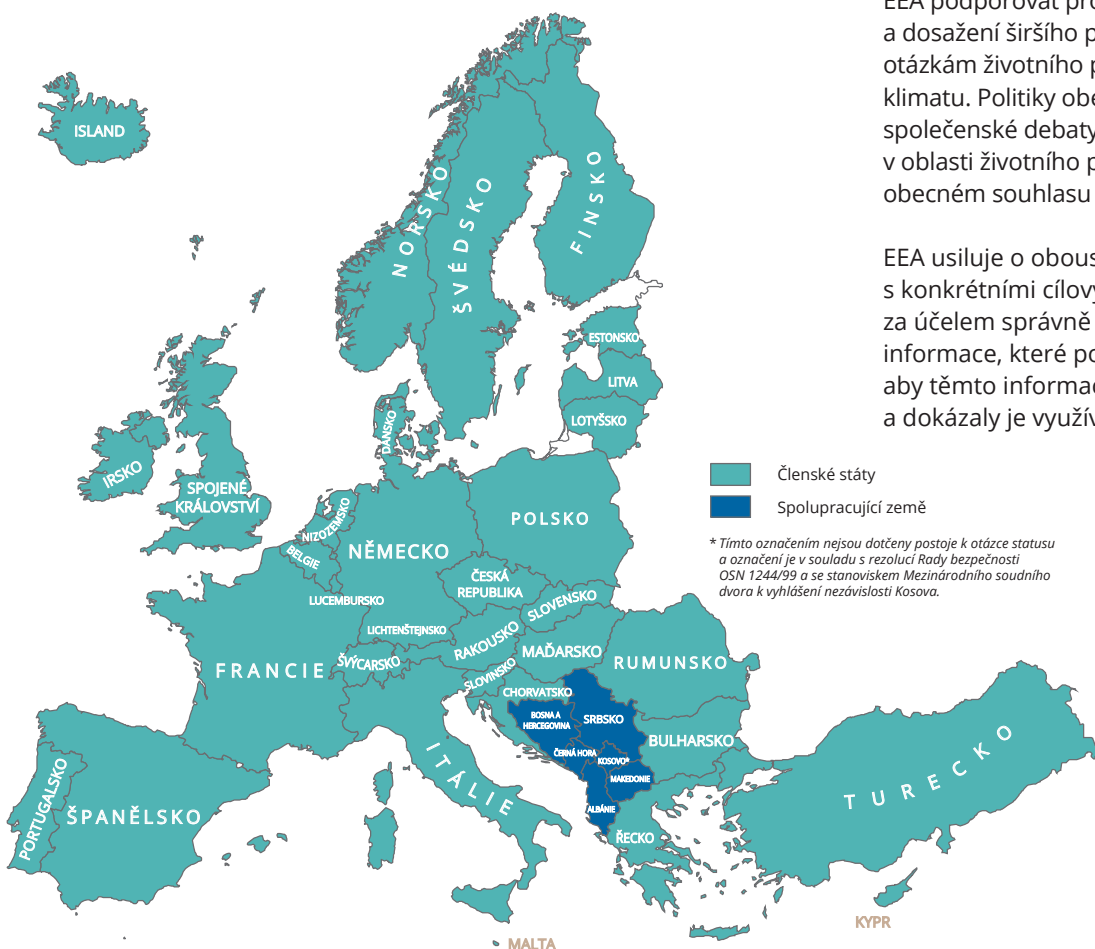 EEA podporovat pro
a dosažení širšího p
otázkám životního p
klimatu. Politiky obe
společenské debaty
v oblasti životního p
obecném souhlasu
EEA usiluje o obous
s konkrétními cílový
za účelem správně
informace, které po
aby těmto informac
a dokázaly je využív
ISLAND
NORSKO
ŠVÉDSKO
FINSKO
ESTONSKO
LITVA
LOTYŠSKO
DÁNSKO
IRSKO
SPOJENÉ
KRÁLOVSTVÍ
NIZOZEMSKO
BELGIE
NĚMECKO
POLSKO
Členské státy
Spolupracující země
* Tímto označením nejsou dotčeny postoje k otázce statusu
a označení je v souladu s rezolucí Rady bezpečnosti
OSN 1244/99 a se stanoviskem Mezinárodního soudního
dvora k vyhlášení nezávislosti Kosova.
ČESKÁ
REPUBLIKA
LUCEMBURSKO
SLOVENSKO
LICHTENŠTEJNSKO
RAKOUSKO
MAĎARSKO
RUMUNSKO
FRANCIE
ŠVÝCARSKO
SLOVINSKO
CHORVATSKO
BOSNA A
HERCEGOVINA
SRBSKO
BULHARSKO
ČERNÁ HORA
KOSOVO*
MAKEDONIE
ITÁLIE
ALBÁNIE
ŘECKO
TURECKO
PORTUGALSKO
ŠPANĚLSKO
KYPR
MALTA